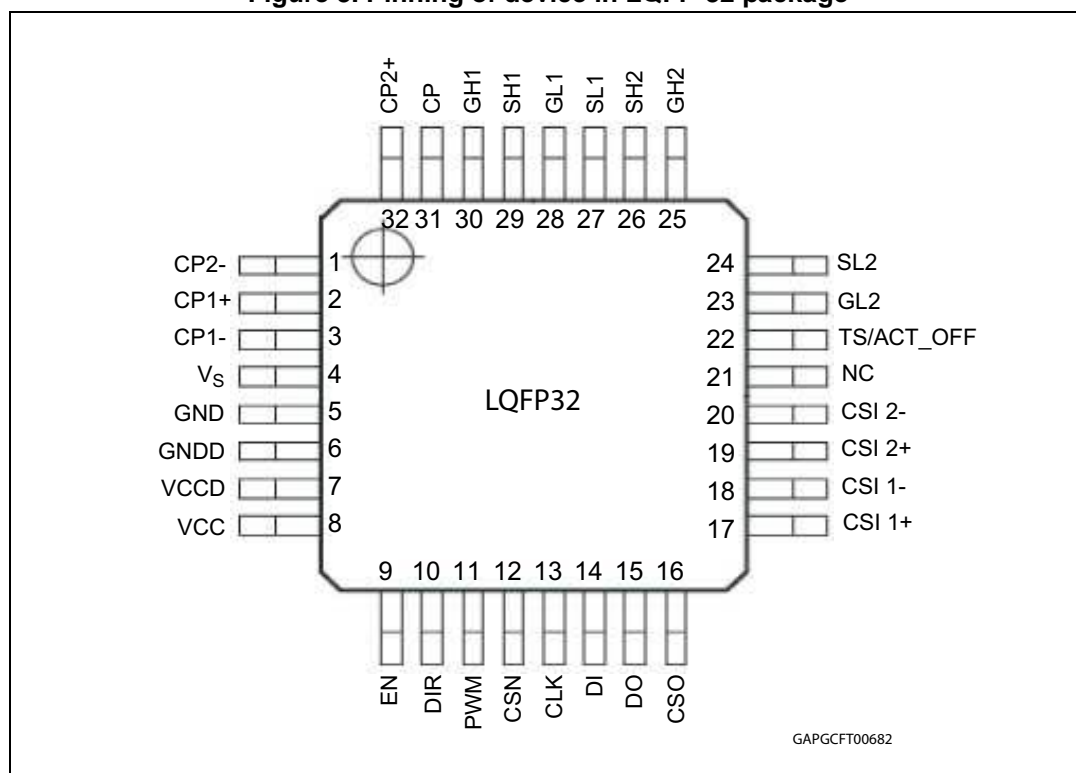 CP2+
CP
GH1
SH1
GL1
SL1
SH2
GH2
32 31 30 29 28 27 26 25
CP2- 1
CP1+ 2
CP1- 3
VS 4
GND 5
GNDD 6
VCCD 7
VCC 8
LQFP32
24 SL2
23 GL2
22 TS/ACT_OFF
21 NC
20 CSI 2-
19 CSI 2+
18 CSI 1-
17 CSI 1+
9 10 11 12 13 14 15 16
EN
DIR
PWM
CSN
CLK
DI
DO
CSO
GAPGCFT00682